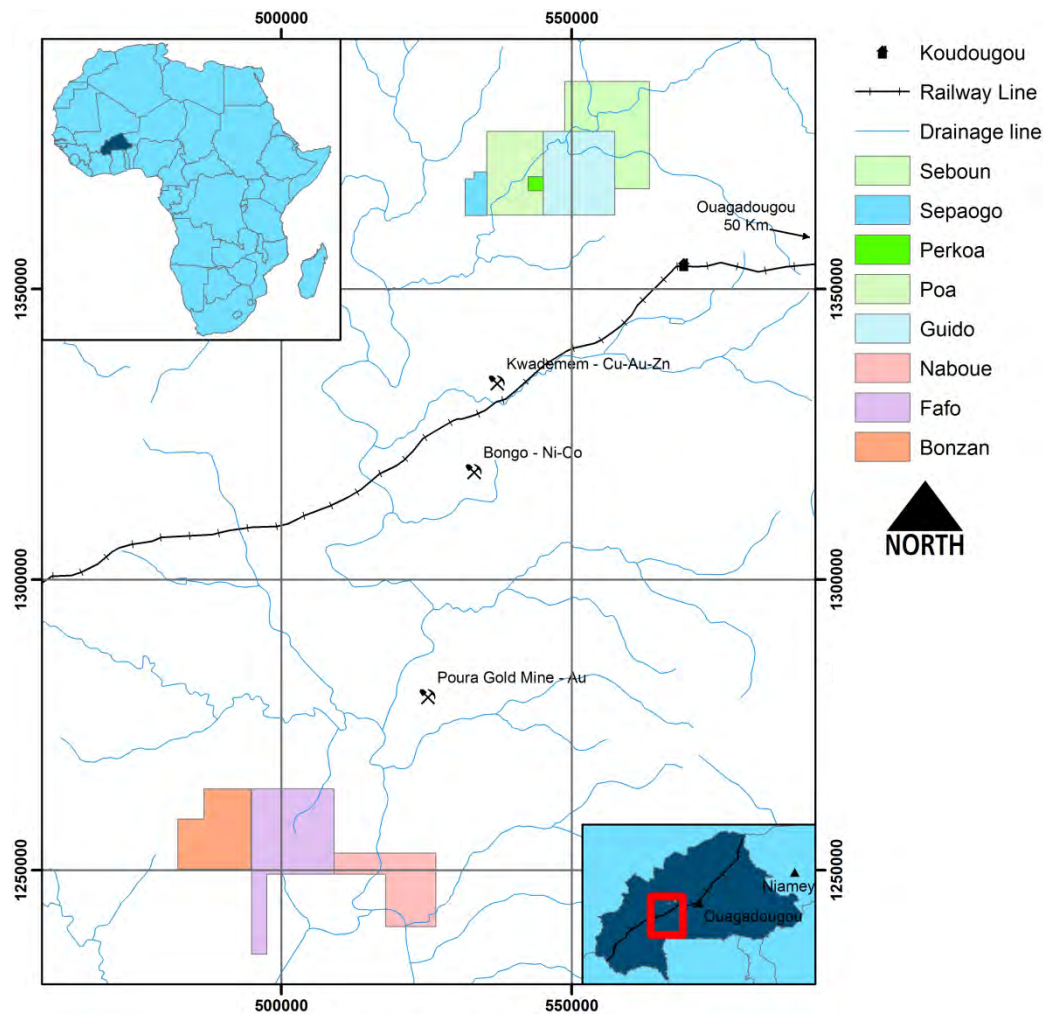 500000
550000
Koudougou
Railway Line
Drainage line
Seboun
Sepaogo
Perkoa
Poa
Guido
Naboue
Fafo
Bonzan
NORTH
Ouagadougou
50 Km
1350000
1350000
Kwademem - Cu-Au-Zn
Bongo - Ni-Co
1300000
1300000
Poura Gold Mine - Au
1250000
1250000
Niamey
Ouagadougou
500000
550000